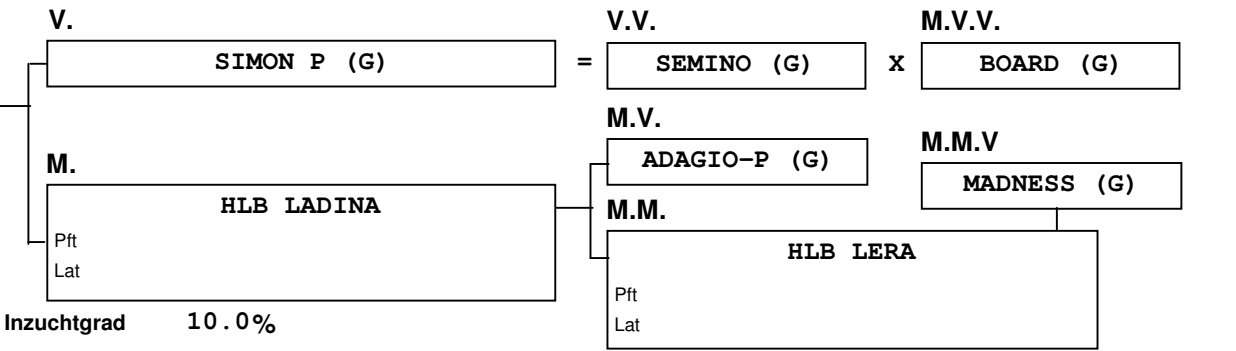 V.
V.V.
M.V.V.
SIMON P (G)
=
SEMINO (G)
X
BOARD (G)
M.V.
ADAGIO-P (G)
M.M.V
MADNESS (G)
M.
HLB LADINA
Pft
Lat
M.M.
HLB LERA
Pft
Lat
Inzuchtgrad 10.0%